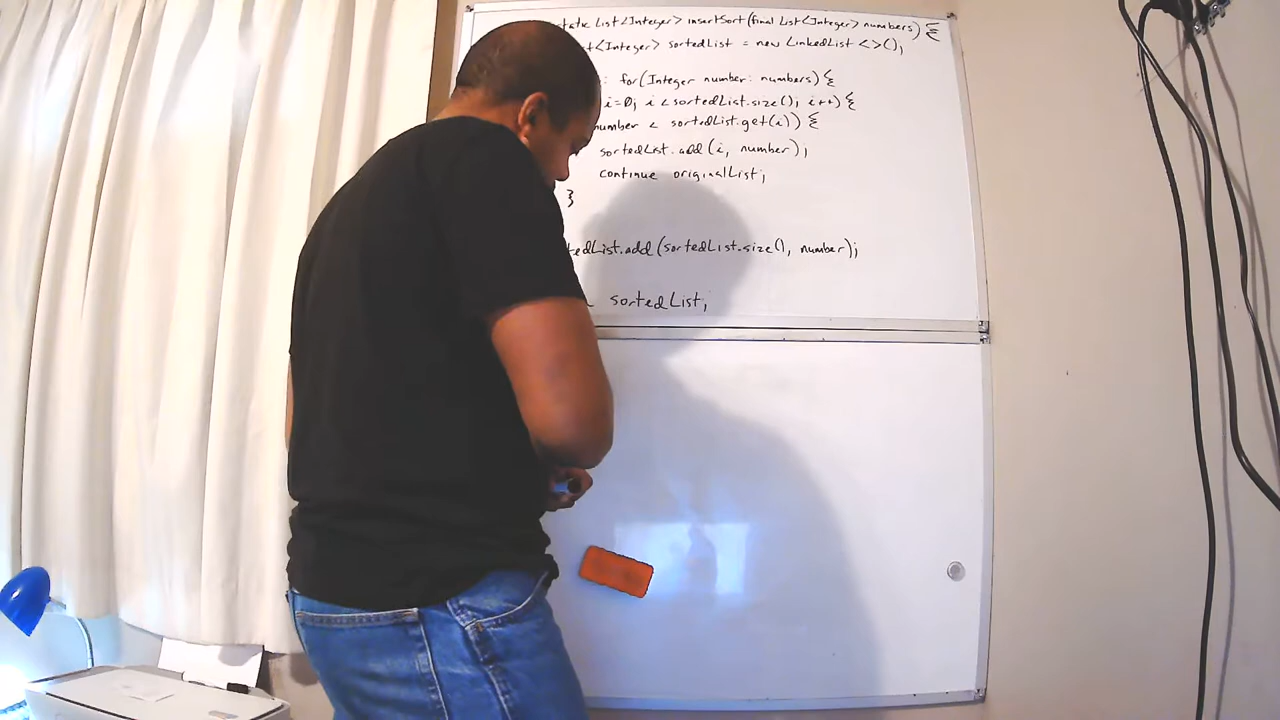 static List<Integer> insertSort(final List<Integer> numbers) {
<Integer> sortedList = new LinkedList <>();
: for(Integer number: numbers) {
i=0; i < sortedList.size(); i++) {
number < sortedList.get(i)) {
sortedList.add(i, number);
continue originalList;
}
.add(sortedList.size(), number);
sortedList;